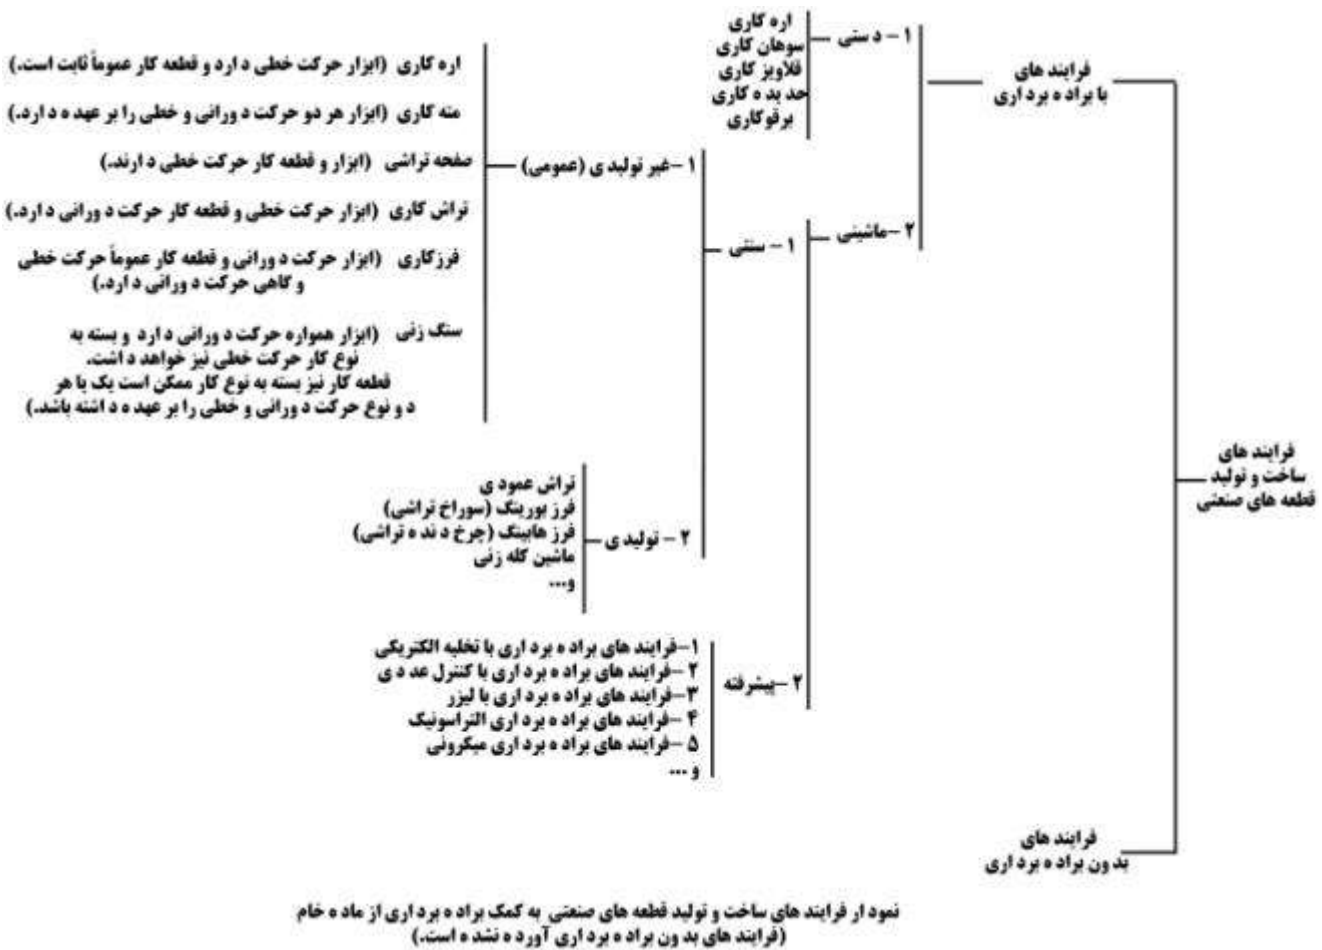 فرایند های
ساخت و تولید
قطعه های صنعتی
فرایند های
با براده برداری
۱- دستی
اره کاری
سوهان کاری
قلاویز کاری
حدیده کاری
برقوکاری
۲-ماشینی
۱- سنتی
۱-غیر تولیدی (عمومی)
اره کاری (ابزار حرکت خطی دارد و قطعه کار عموماً ثابت است.)
مته کاری (ابزار هر دو حرکت دورانی و خطی را بر عهده دارد.)
صفحه تراشی (ابزار و قطعه کار حرکت خطی دارند.)
تراش کاری (ابزار حرکت خطی و قطعه کار حرکت دورانی دارد.)
فرزکاری (ابزار حرکت دورانی و قطعه کار عموماً حرکت خطی
و گاهی حرکت دورانی دارد.)
سنگ زنی (ابزار همواره حرکت دورانی دارد و بسته به
نوع کار حرکت خطی نیز خواهد داشت.
قطعه کار نیز بسته به نوع کار ممکن است یک یا هر
دو نوع حرکت دورانی و خطی را بر عهده داشته باشد.)
۲- تولیدی
تراش عمودی
فرز بورینگ (سوراخ تراشی)
فرز هابینگ (چرخ دنده تراشی)
ماشین کله زنی
و...
۲-پیشرفته
۱-فرایند های براده برداری با تخلیه الکتریکی
۲-فرایند های براده برداری با کنترل عددی
۳-فرایند های براده برداری با لیزر
۴-فرایند های براده برداری التراسونیک
۵-فرایند های براده برداری میکرونی
و ...
فرایند های
بدون براده برداری
نمودار فرایند های ساخت و تولید قطعه های صنعتی به کمک براده برداری از ماده خام
(فرایند های بدون براده برداری آورده نشده است.)